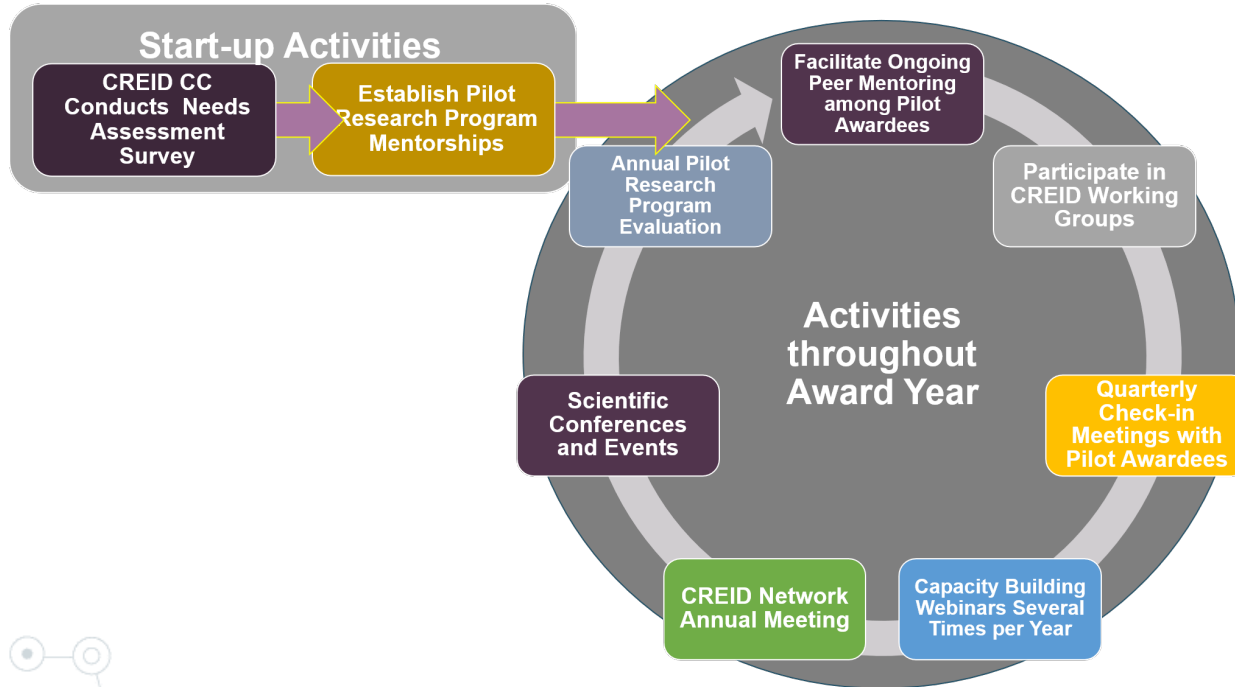 Start-up Activities
CREID CC
Conducts Needs
Assessment
Survey
Establish Pilot
Research Program
Mentorships
Facilitate Ongoing
Peer Mentoring
among Pilot
Awardees
Participate in
CREID Working
Groups
Quarterly
Check-in
Meetings with
Pilot Awardees
Capacity Building
Webinars Several
Times per Year
CREID Network
Annual Meeting
Scientific
Conferences
and Events
Annual Pilot
Research
Program
Evaluation
Activities
throughout
Award Year